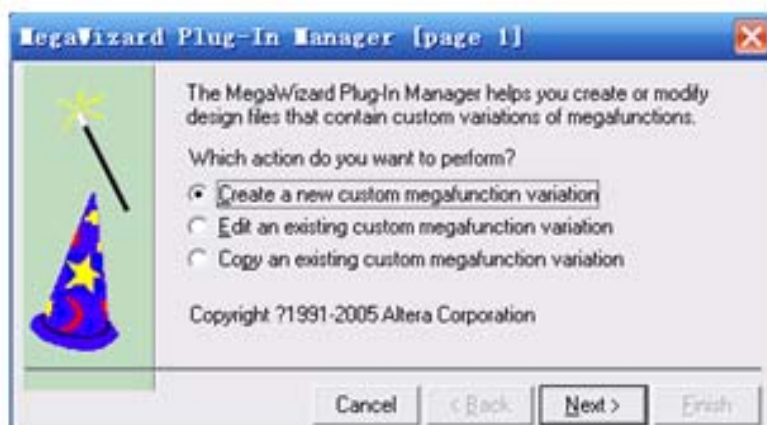 MegaWizard Plug-In Manager [page 1]
The MegaWizard Plug-In Manager helps you create or modify
design files that contain custom variations of megafunctions.
Which action do you want to perform?
Create a new custom megafunction variation
Edit an existing custom megafunction variation
Copy an existing custom megafunction variation
Copyright ?1991-2005 Altera Corporation
Cancel
< Back
Next >
Finish